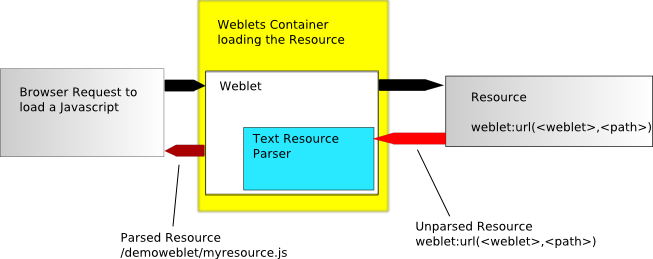 Weblets Container
loading the Resource
Browser Request to
load a Javascript
Weblet
Text Resource
Parser
Resource
weblet:url(<weblet>,<path>)
Parsed Resource
/demoweblet/myresource.js
Unparsed Resource
weblet:url(<weblet>,<path>)